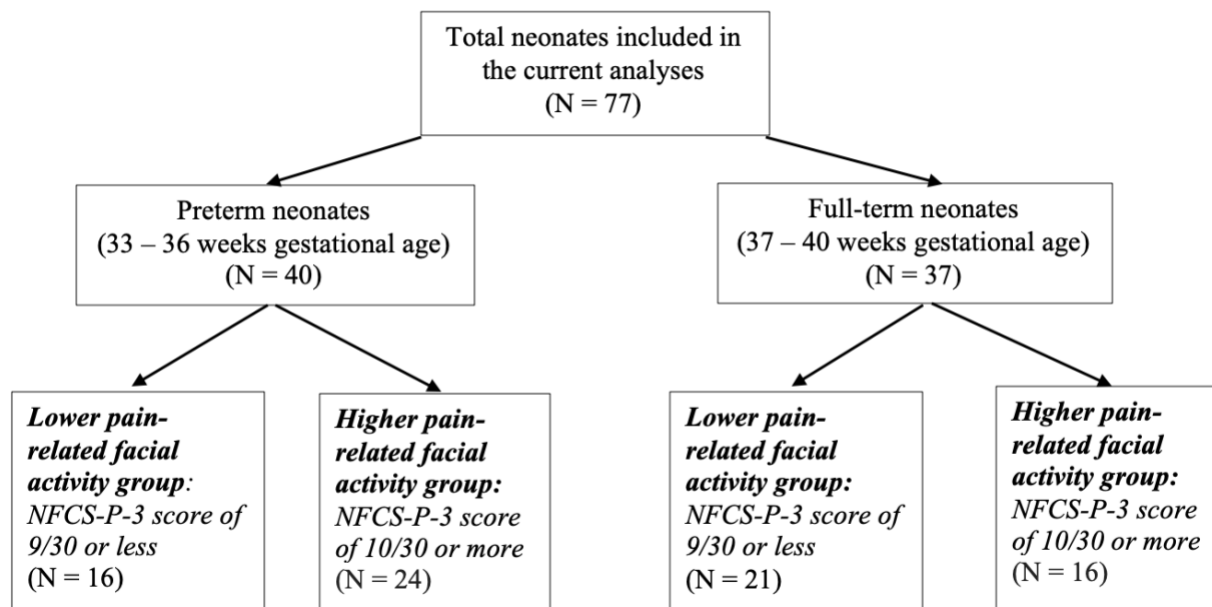 Total neonates included in
the current analyses
(N = 77)
Preterm neonates
(33 – 36 weeks gestational age)
(N = 40)
Full-term neonates
(37 – 40 weeks gestational age)
(N = 37)
Lower pain-
related facial
activity group:
NFCS-P-3 score of
9/30 or less
(N = 16)
Higher pain-
related facial
activity group:
NFCS-P-3 score
of 10/30 or more
(N = 24)
Lower pain-
related facial
activity group:
NFCS-P-3 score of
9/30 or less
(N = 21)
Higher pain-
related facial
activity group:
NFCS-P-3 score
of 10/30 or more
(N = 16)